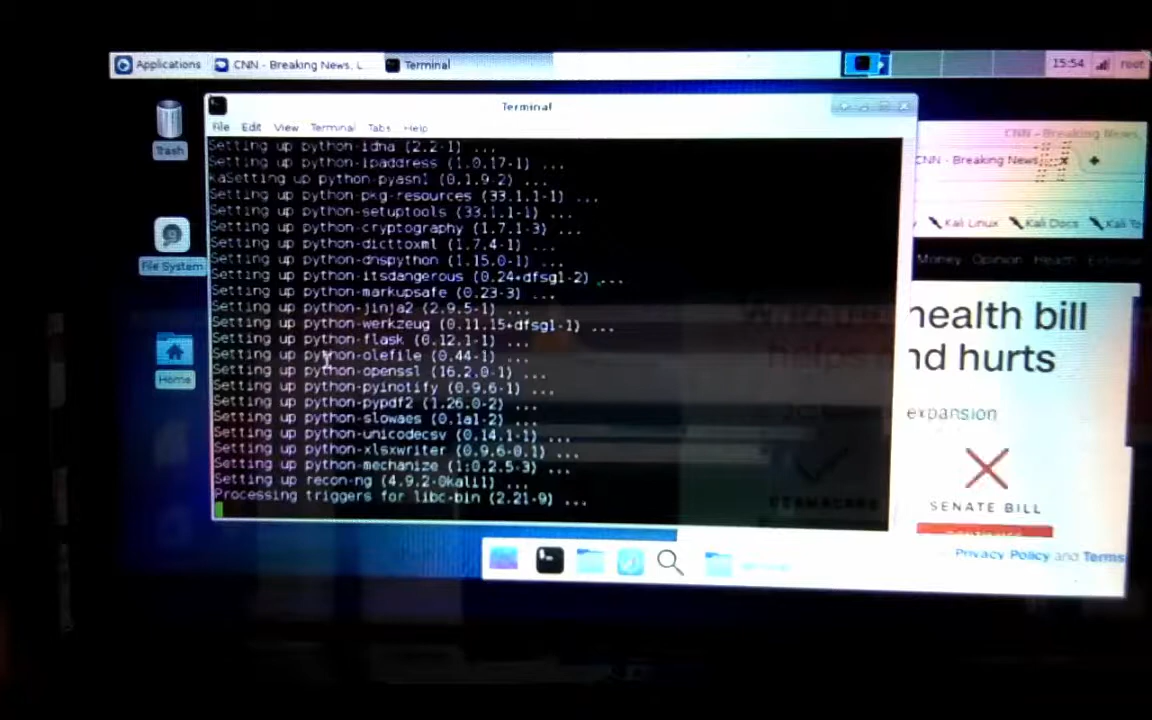 Applications
CNN - Breaking News, L
Terminal
15:54
root
Trash
File System
Home
Terminal
File Edit View Terminal Tabs Help
Setting up python-idna (2.2-1) ...
Setting up python-ipaddress (1.0.17-1) ...
kaSetting up python-pyasn1 (0.1.9-2) ...
Setting up python-pkg-resources (33.1.1-1) ...
Setting up python-setuptools (33.1.1-1) ...
Setting up python-cryptography (1.7.1-3) ...
Setting up python-dicttoxml (1.7.4-1) ...
Setting up python-dnspython (1.15.0-1) ...
Setting up python-itsdangerous (0.24+dfsg1-2) ...
Setting up python-markupsafe (0.23-3) ...
Setting up python-jinja2 (2.9.5-1) ...
Setting up python-werkzeug (0.11.15+dfsg1-1) ...
Setting up python-flask (0.12.1-1) ...
Setting up python-olefile (0.44-1) ...
Setting up python-openssl (16.2.0-1) ...
Setting up python-pyinotify (0.9.6-1) ...
Setting up python-pypdf2 (1.26.0-2) ...
Setting up python-slowaes (0.1a1-2) ...
Setting up python-unicodecsv (0.14.1-1) ...
Setting up python-xlsxwriter (0.9.6-0.1) ...
Setting up python-mechanize (1:0.2.5-3) ...
Setting up recon-ng (4.9.2-0kali1) ...
Processing triggers for libc-bin (2.21-9) ...
CNN - Breaking News,
CNN - Breaking News
Kali Linux Kali Docs Kali To
Money Opinion Health
health bill
nd hurts
expansion
SENATE BILL
Privacy Policy and Terms